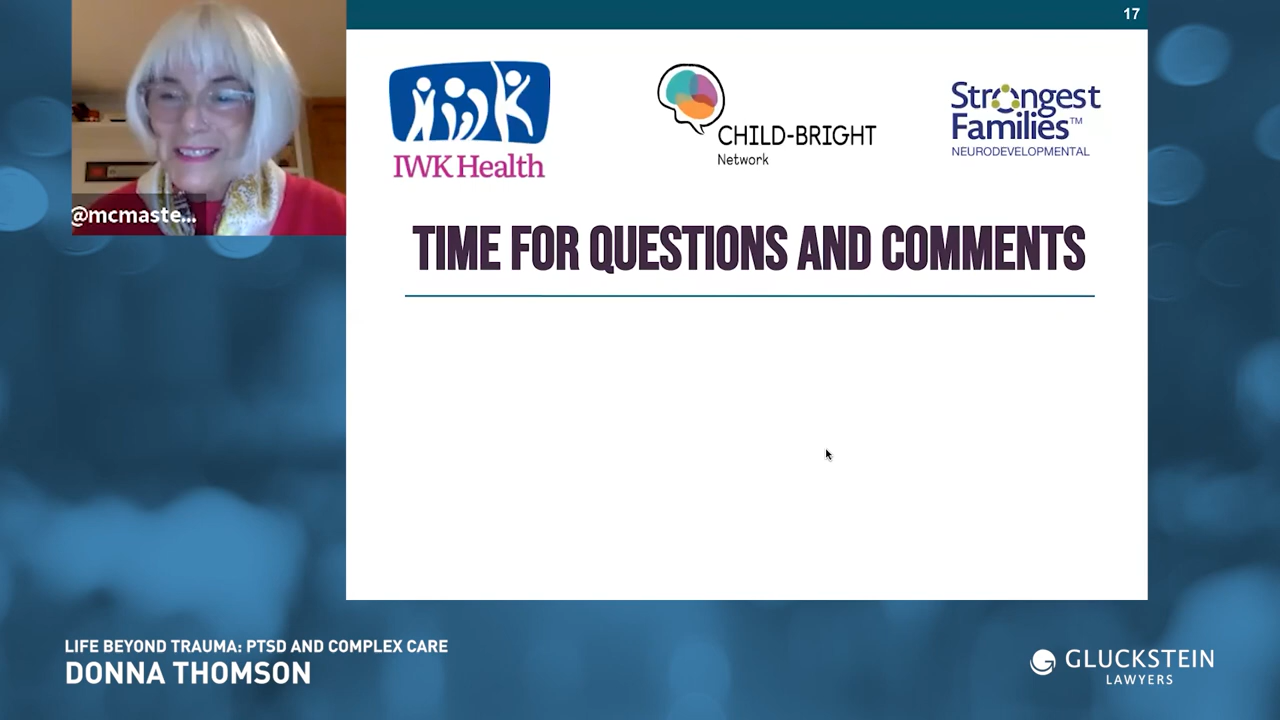 17
IWK
IWK Health
CHILD-BRIGHT
Network
Strongest
Families™
NEURODEVELOPMENTAL
@mcmaste...
TIME FOR QUESTIONS AND COMMENTS
LIFE BEYOND TRAUMA: PTSD AND COMPLEX CARE
DONNA THOMSON
GLUCKSTEIN
LAWYERS